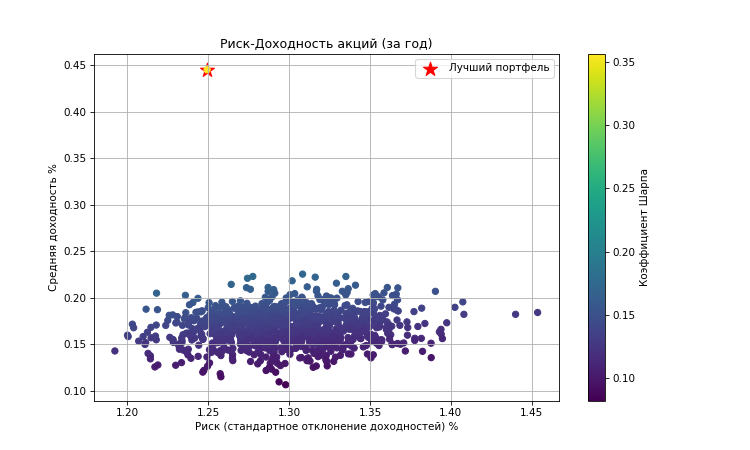 Риск-Доходность акций (за год)
Лучший портфель
Средняя доходность %
0.45
0.40
0.35
0.30
0.25
0.20
0.15
0.10
1.20 1.25 1.30 1.35 1.40 1.45
Риск (стандартное отклонение доходностей) %
0.35
0.30
0.25
0.20
0.15
0.10
Коэффициент Шарпа